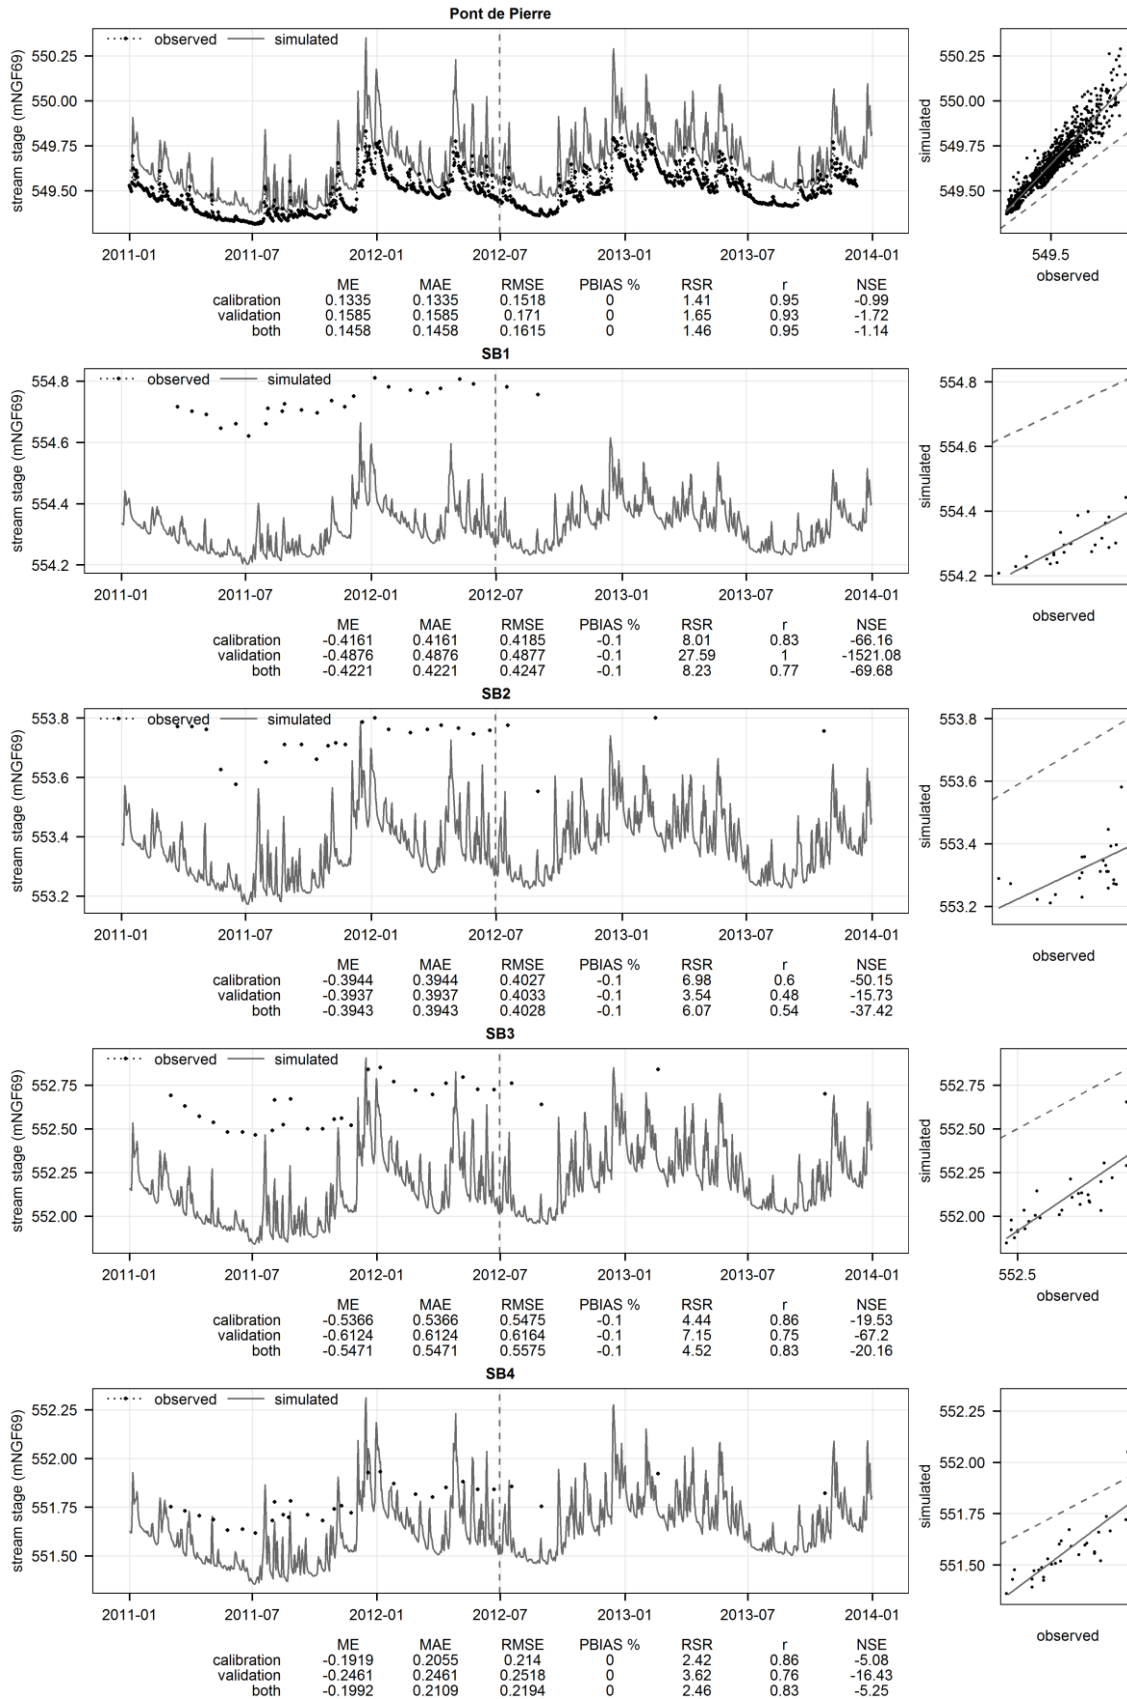 Pont de Pierre
observed simulated
stream stage (mNGF69)
550.25
550.00
549.75
549.50
2011-01 2011-07 2012-01 2012-07 2013-01 2013-07 2014-01
simulated
550.25
550.00
549.75
549.50
549.5
observed
ME MAE RMSE PBIAS % RSR r NSE
calibration 0.1335 0.1335 0.1518 0 1.41 0.95 -0.99
validation 0.1585 0.1585 0.171 0 1.65 0.93 -1.72
both 0.1458 0.1458 0.1615 0 1.46 0.95 -1.14
SB1
observed simulated
stream stage (mNGF69)
554.8
554.6
554.4
554.2
2011-01 2011-07 2012-01 2012-07 2013-01 2013-07 2014-01
simulated
554.8
554.6
554.4
554.2
observed
ME MAE RMSE PBIAS % RSR r NSE
calibration -0.4161 0.4161 0.4185 -0.1 8.01 0.83 -66.16
validation -0.4876 0.4876 0.4877 -0.1 27.59 1 -1521.08
both -0.4221 0.4221 0.4247 -0.1 8.23 0.77 -69.68
SB2
observed simulated
stream stage (mNGF69)
553.8
553.6
553.4
553.2
2011-01 2011-07 2012-01 2012-07 2013-01 2013-07 2014-01
simulated
553.8
553.6
553.4
553.2
observed
ME MAE RMSE PBIAS % RSR r NSE
calibration -0.3944 0.3944 0.4027 -0.1 6.98 0.6 -50.15
validation -0.3937 0.3937 0.4033 -0.1 3.54 0.48 -15.73
both -0.3943 0.3943 0.4028 -0.1 6.07 0.54 -37.42
SB3
observed simulated
stream stage (mNGF69)
552.75
552.50
552.25
552.00
2011-01 2011-07 2012-01 2012-07 2013-01 2013-07 2014-01
simulated
552.75
552.50
552.25
552.00
552.5
observed
ME MAE RMSE PBIAS % RSR r NSE
calibration -0.5366 0.5366 0.5475 -0.1 4.44 0.86 -19.53
validation -0.6124 0.6124 0.6164 -0.1 7.15 0.75 -67.2
both -0.5471 0.5471 0.5575 -0.1 4.52 0.83 -20.16
SB4
observed simulated
stream stage (mNGF69)
552.25
552.00
551.75
551.50
2011-01 2011-07 2012-01 2012-07 2013-01 2013-07 2014-01
simulated
552.25
552.00
551.75
551.50
observed
ME MAE RMSE PBIAS % RSR r NSE
calibration -0.1919 0.2055 0.214 0 2.42 0.86 -5.08
validation -0.2461 0.2461 0.2518 0 3.62 0.76 -16.43
both -0.1992 0.2109 0.2194 0 2.46 0.83 -5.25